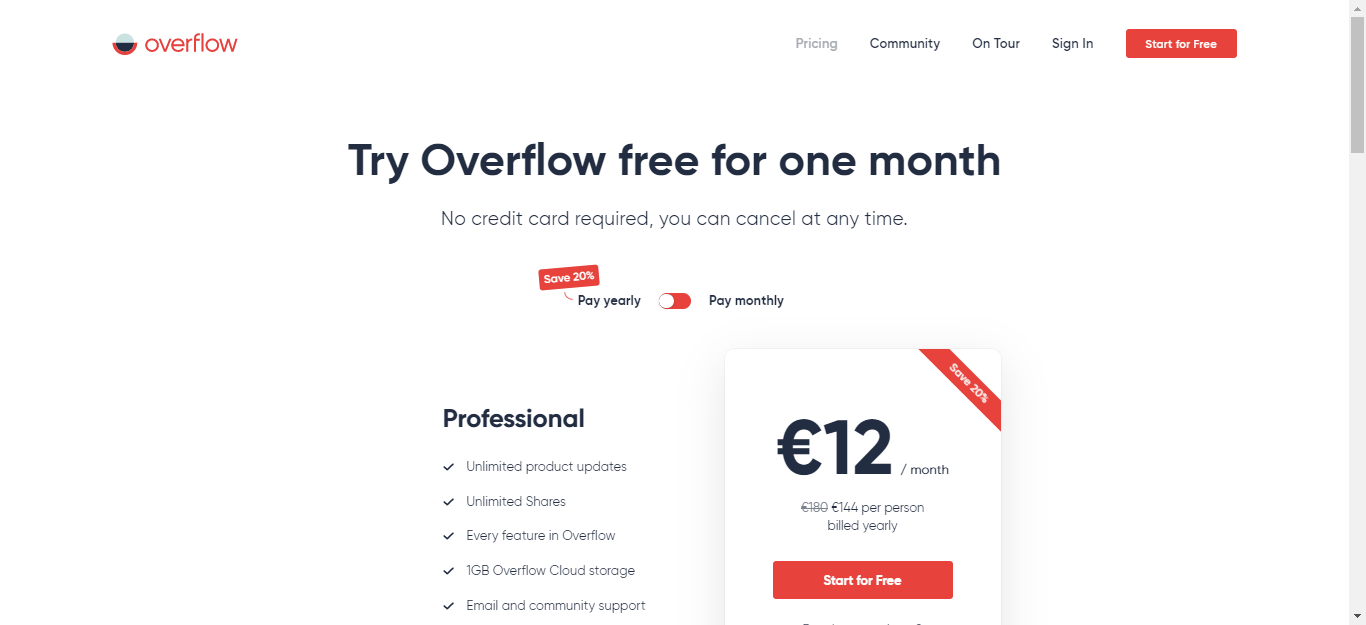 overflow
Pricing
Community
On Tour
Sign In
Start for Free
Try Overflow free for one month
No credit card required, you can cancel at any time.
Save 20%
Pay yearly
Pay monthly
Save 20%
Professional
Unlimited product updates
Unlimited Shares
Every feature in Overflow
1GB Overflow Cloud storage
Email and community support
€12 / month
€180 €144 per person
billed yearly
Start for Free